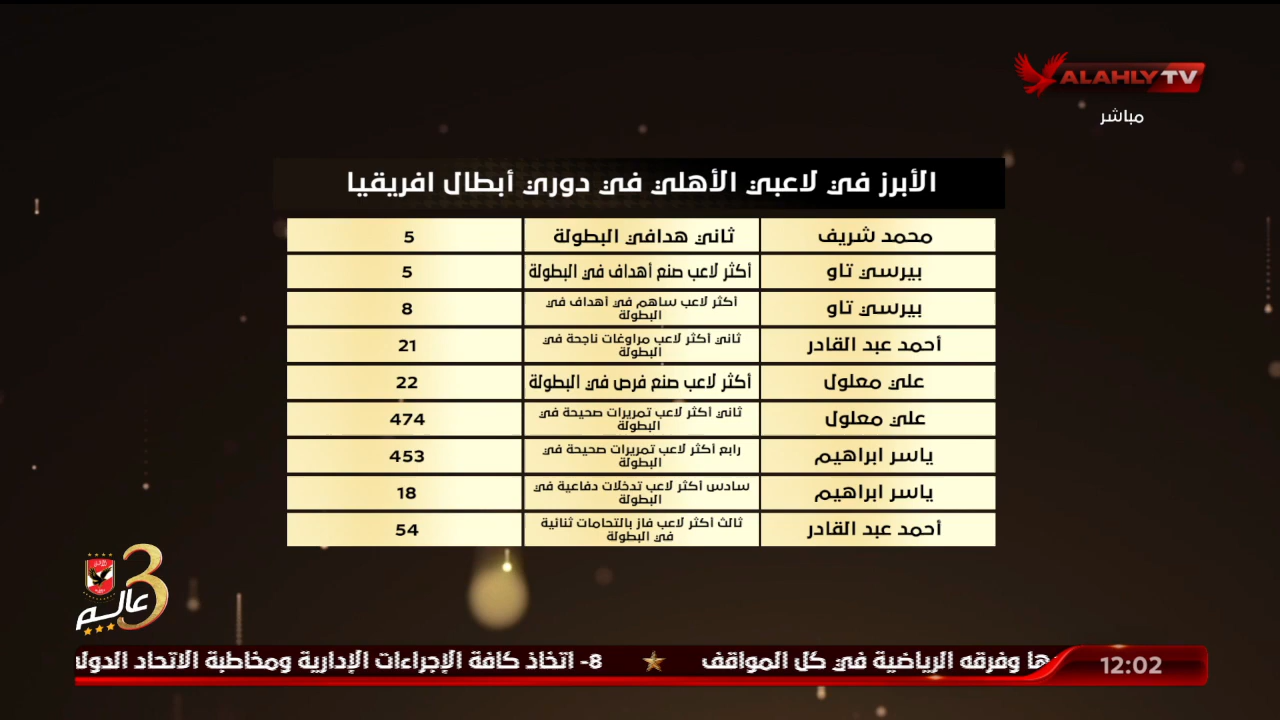 ALAHLY TV
مباشر
الأبرز في لاعبي الأهلي في دوري أبطال افريقيا
محمد شريف ثاني هدافي البطولة 5
بيرسي تاو أكثر لاعب صنع أهداف في البطولة 5
بيرسي تاو أكثر لاعب ساهم في أهداف في البطولة 8
أحمد عبد القادر ثاني أكثر لاعب مراوغات ناجحة في البطولة 21
علي معلول أكثر لاعب صنع فرص في البطولة 22
علي معلول ثاني أكثر لاعب تمريرات صحيحة في البطولة 474
ياسر ابراهيم رابع أكثر لاعب تمريرات صحيحة في البطولة 453
ياسر ابراهيم سادس أكثر لاعب تدخلات دفاعية في البطولة 18
أحمد عبد القادر ثالث أكثر لاعب فاز بالتحامات ثنائية في البطولة 54
3 عالم
12:02
وفرقه الرياضية في كل المواقف 8- اتخاذ كافة الإجراءات الإدارية ومخاطبة الاتحاد